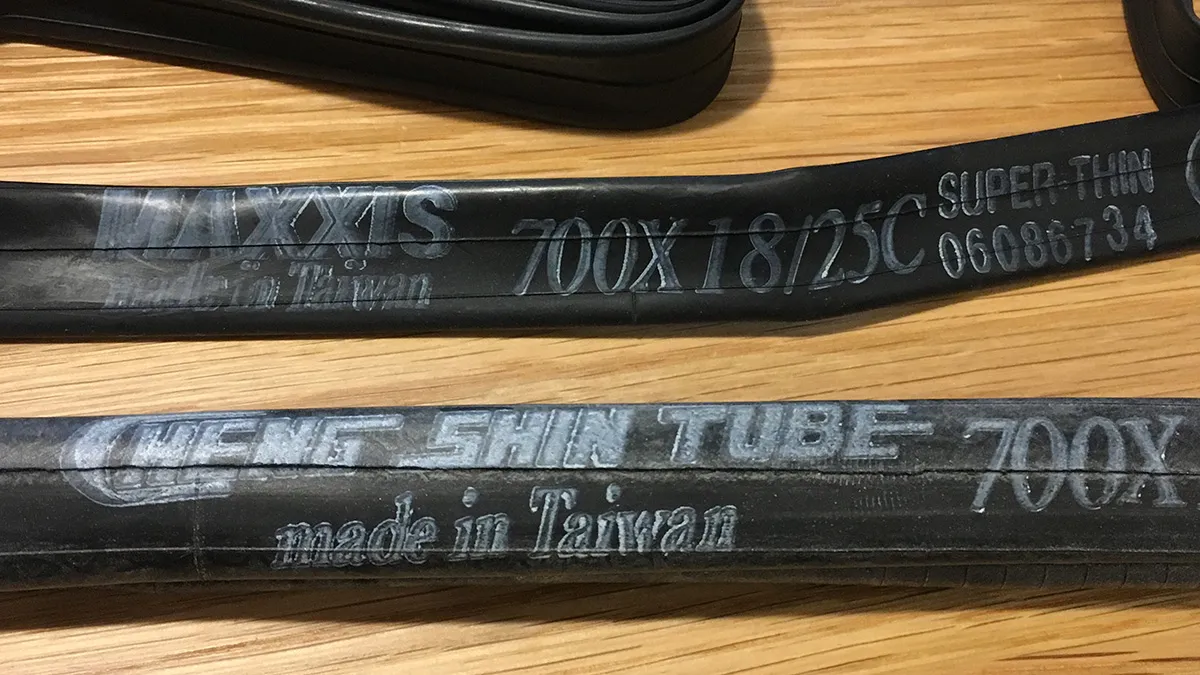 MAXXIS
made in Taiwan
700X18/25C
SUPER-THIN
06086734
CHENG SHIN TUBE
made in Taiwan
700X